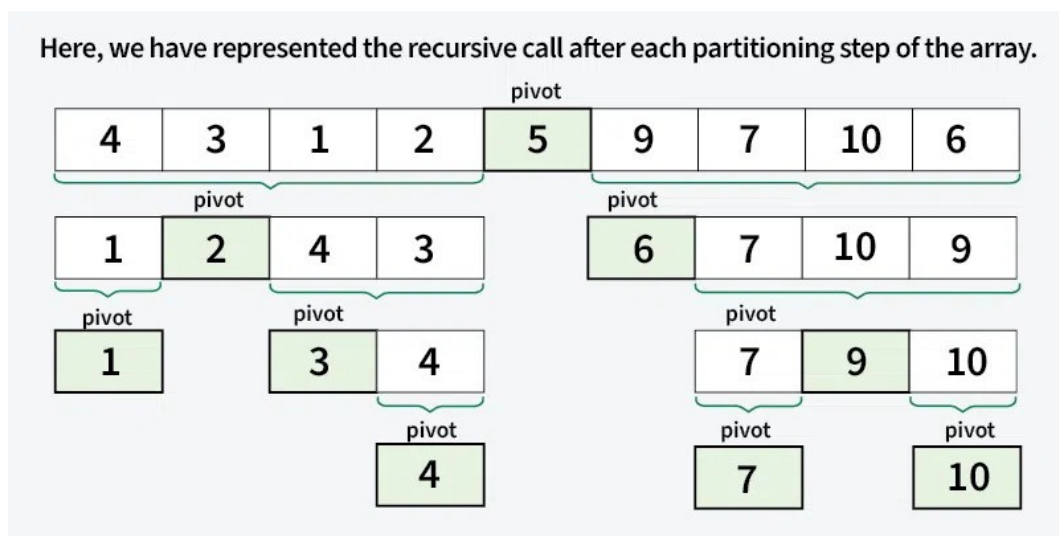 Here, we have represented the recursive call after each partitioning step of the array.
pivot
4 3 1 2 5 9 7 10 6
pivot pivot
1 2 4 3 6 7 10 9
pivot pivot pivot
1 3 4 7 9 10
pivot pivot pivot
4 7 10